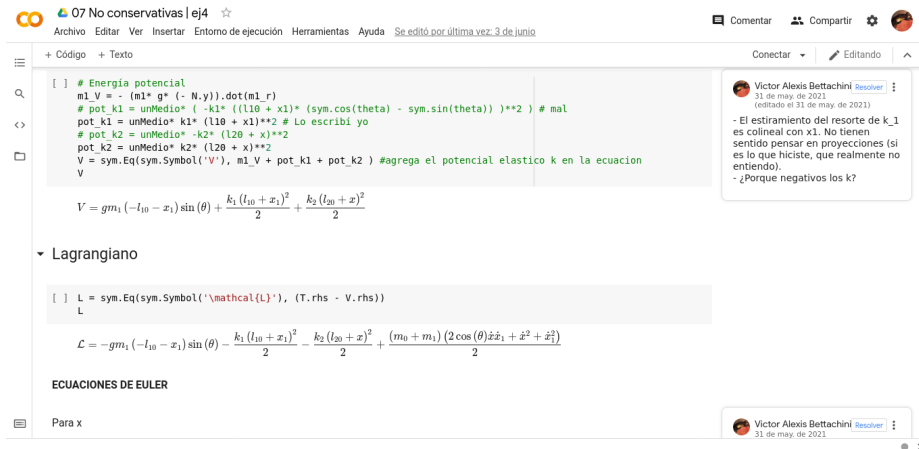 07 No conservativas | ej4
Comentar
Compartir
Archivo Editar Ver Insertar Entorno de ejecución Herramientas Ayuda Se editó por última vez: 3 de junio
+ Código + Texto
Conectar
Editando
[ ] # Energía potencial
m1_V = - (m1* g* (- N.y)).dot(m1_r)
# pot_k1 = unMedio* ( -k1* ((l10 + x1)* (sym.cos(theta) - sym.sin(theta)) )**2 ) # mal
pot_k1 = unMedio* k1* (l10 + x1)**2 # Lo escribí yo
# pot_k2 = unMedio* -k2* (l20 + x)**2
pot_k2 = unMedio* k2* (l20 + x)**2
V = sym.Eq(sym.Symbol('V'), m1_V + pot_k1 + pot_k2 ) #agrega el potencial elastico k en la ecuacion
V
V = gm₁ (−l₁₀ − x₁) sin (θ) + k₁ (l₁₀ + x₁)² / 2 + k₂ (l₂₀ + x)² / 2
Victor Alexis Bettachini Resolver
31 de may. de 2021
(editado el 31 de may. de 2021)
- El estiramiento del resorte de k_1
es colineal con x1. No tienen
sentido pensar en proyecciones (si
es lo que hiciste, que realmente no
entiendo).
- ¿Porque negativos los k?
Lagrangiano
[ ] L = sym.Eq(sym.Symbol('\mathcal{L}'), (T.rhs - V.rhs))
L
ℒ = −gm₁ (−l₁₀ − x₁) sin (θ) − k₁ (l₁₀ + x₁)² / 2 − k₂ (l₂₀ + x)² / 2 + (m₀ + m₁) (2 cos (θ) ẋẋ₁ + ẋ² + ẋ₁²) / 2
ECUACIONES DE EULER
Para x
Victor Alexis Bettachini Resolver
31 de may. de 2021